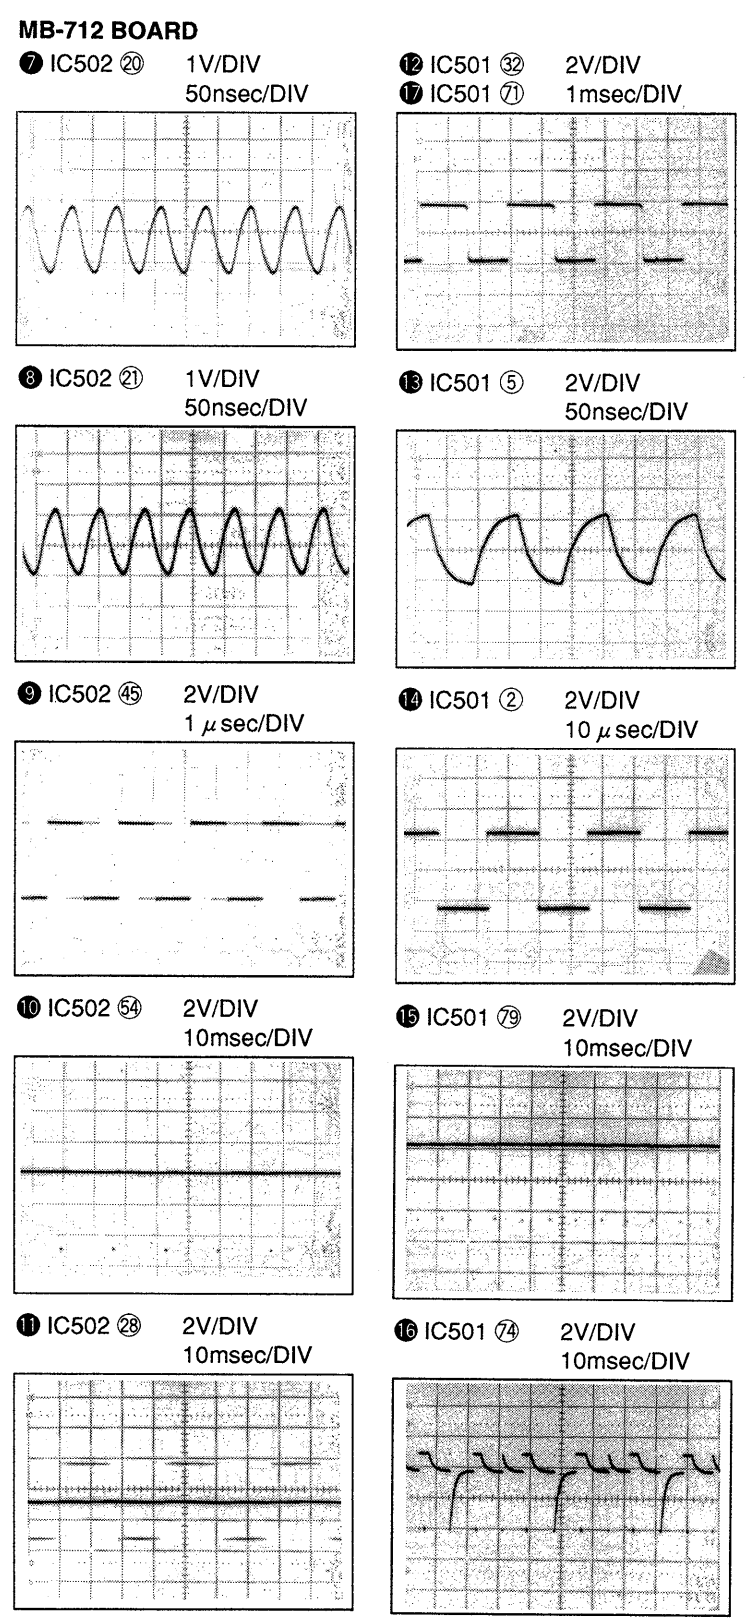 MB-712 BOARD
❼ IC502 ⑳ 1V/DIV
50nsec/DIV
❽ IC502 ㉑ 1V/DIV
50nsec/DIV
❾ IC502 ㊺ 2V/DIV
1 μsec/DIV
❿ IC502 54 2V/DIV
10msec/DIV
⓫ IC502 ㉘ 2V/DIV
10msec/DIV
⓬ IC501 ㉜ 2V/DIV
⓱ IC501 71 1msec/DIV
⓭ IC501 ⑤ 2V/DIV
50nsec/DIV
⓮ IC501 ② 2V/DIV
10 μsec/DIV
⓯ IC501 79 2V/DIV
10msec/DIV
⓰ IC501 74 2V/DIV
10msec/DIV